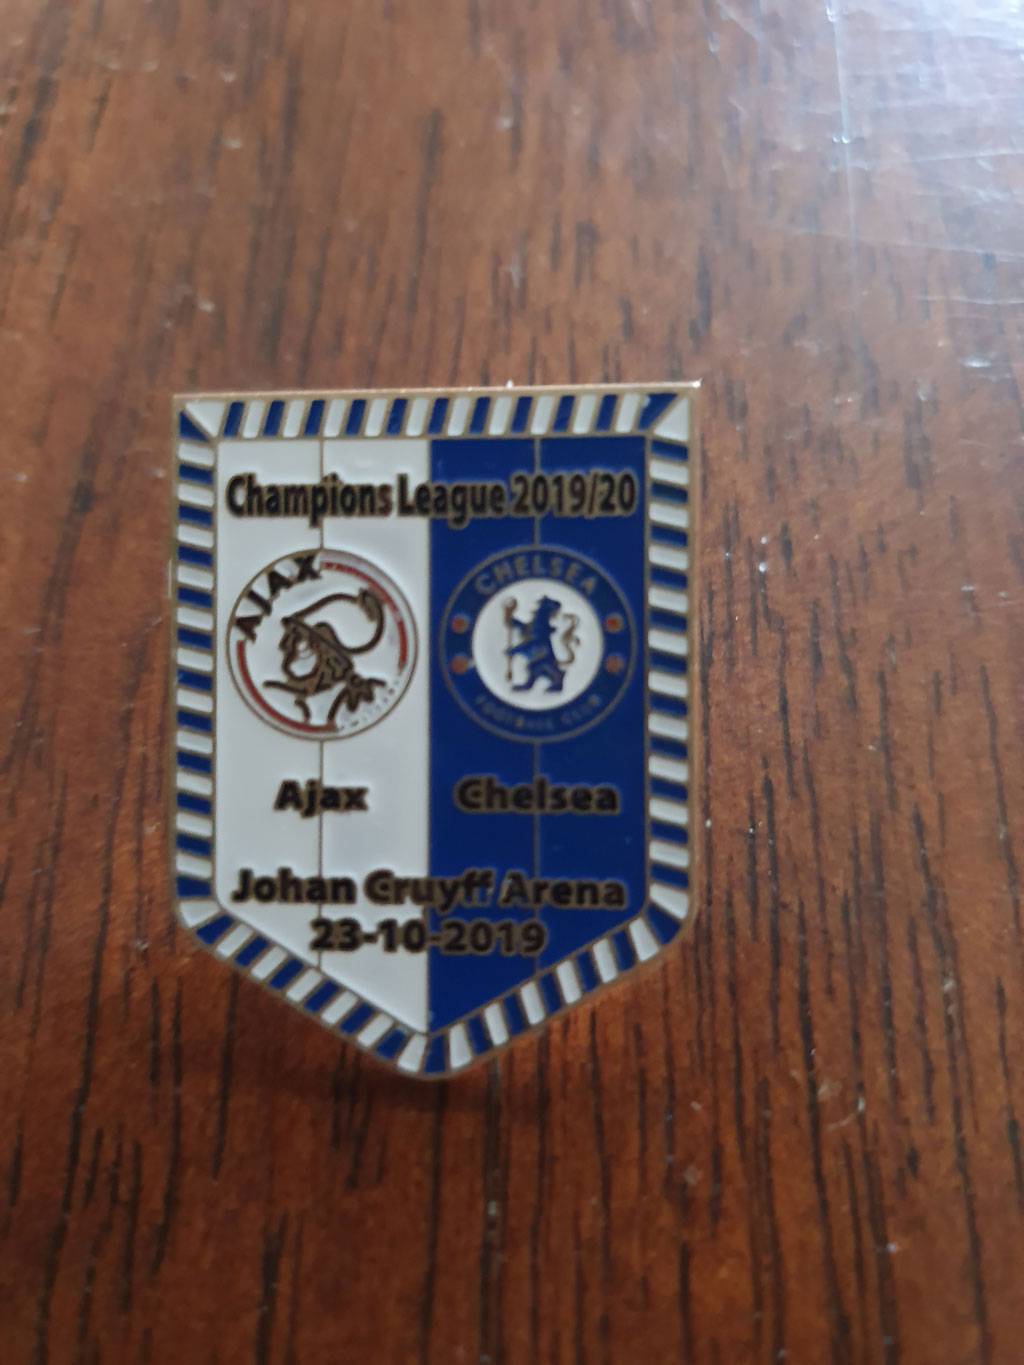 Champions League 2019/20
AJAX
CHELSEA
FOOTBALL CLUB
Ajax Chelsea
Johan Cruyff Arena
23-10-2019